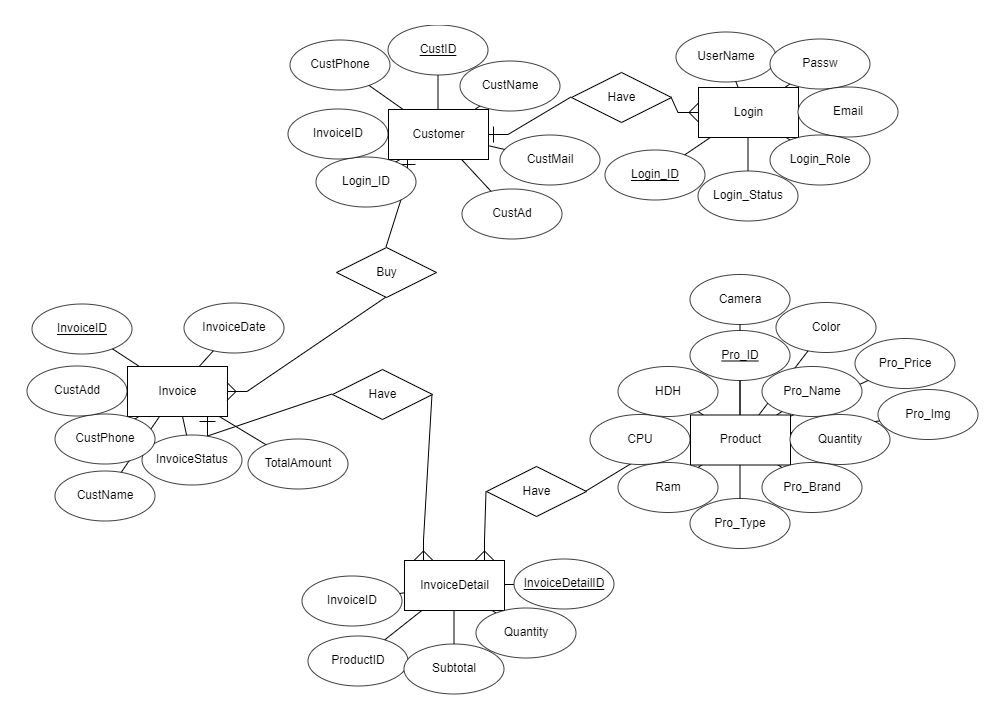 CustID
CustPhone
CustName
InvoiceID
Customer
CustMail
Login_ID
CustAd
Have
UserName
Passw
Login
Email
Login_Role
Login_ID
Login_Status
Buy
InvoiceID
InvoiceDate
CustAdd
Invoice
CustPhone
InvoiceStatus
TotalAmount
CustName
Have
Camera
Color
Pro_ID
Pro_Price
HDH
Pro_Name
Pro_Img
CPU
Product
Quantity
Ram
Pro_Brand
Pro_Type
Have
InvoiceDetail
InvoiceDetailID
InvoiceID
Quantity
ProductID
Subtotal